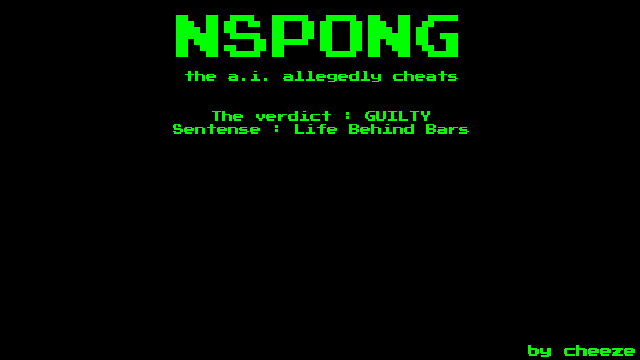 NSPONG
the a.i. allegedly cheats
The verdict : GUILTY
Sentense : Life Behind Bars
by cheeze